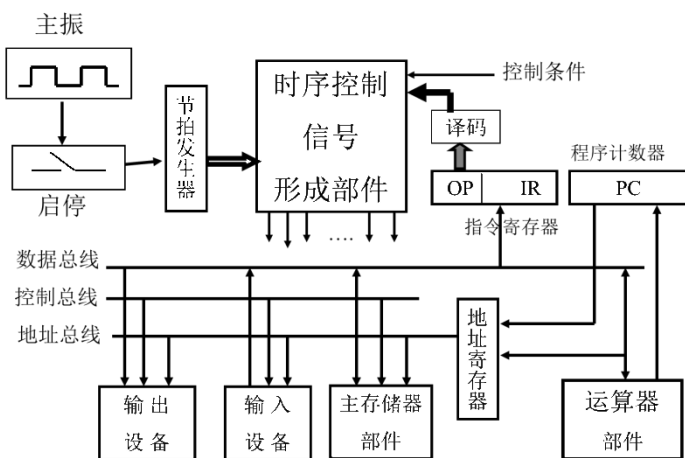 主振
启停
节拍发生器
时序控制
信号
形成部件
控制条件
译码
程序计数器
OP IR
PC
指令寄存器
....
数据总线
控制总线
地址总线
地址寄存器
输出
设备
输入
设备
主存储器
部件
运算器
部件